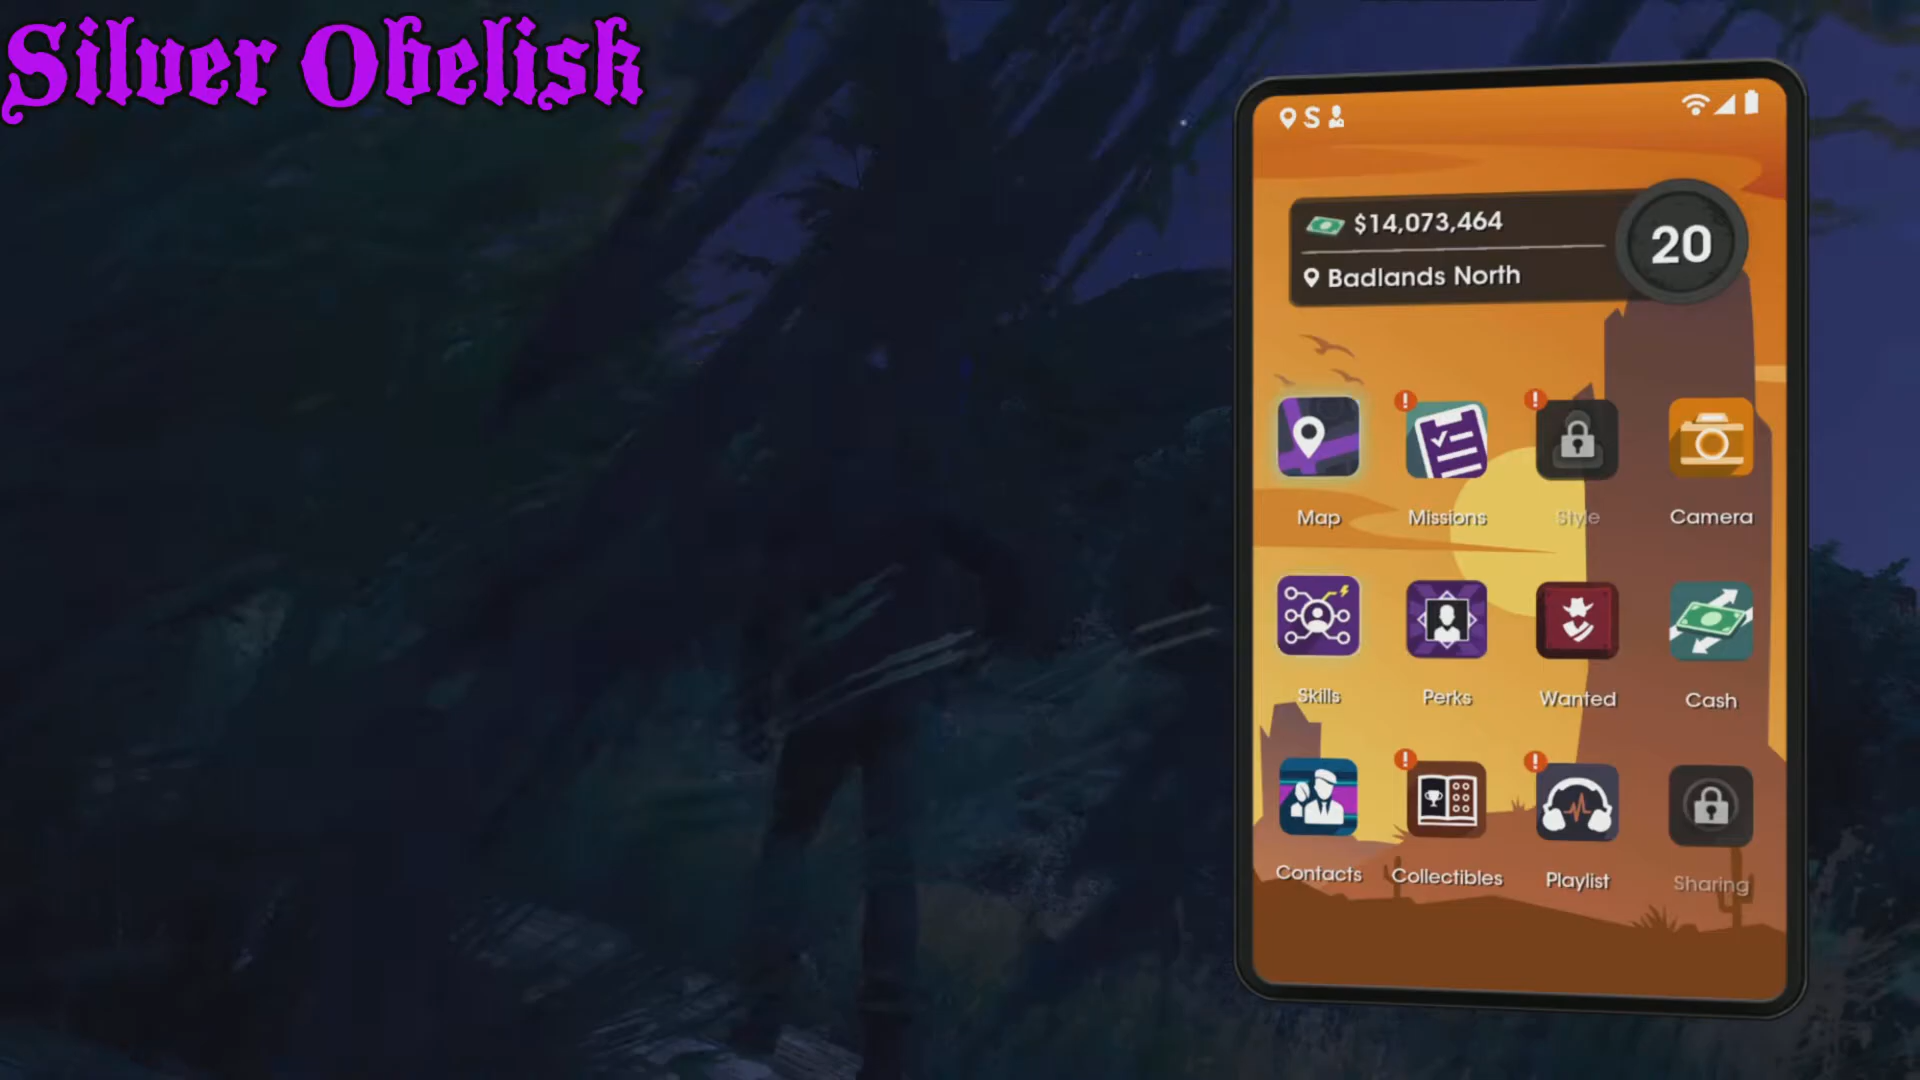 Silver Obelisk
S
$14,073,464
20
Badlands North
! !
Map Missions Style Camera
Skills Perks Wanted Cash
! !
Contacts Collectibles Playlist Sharing